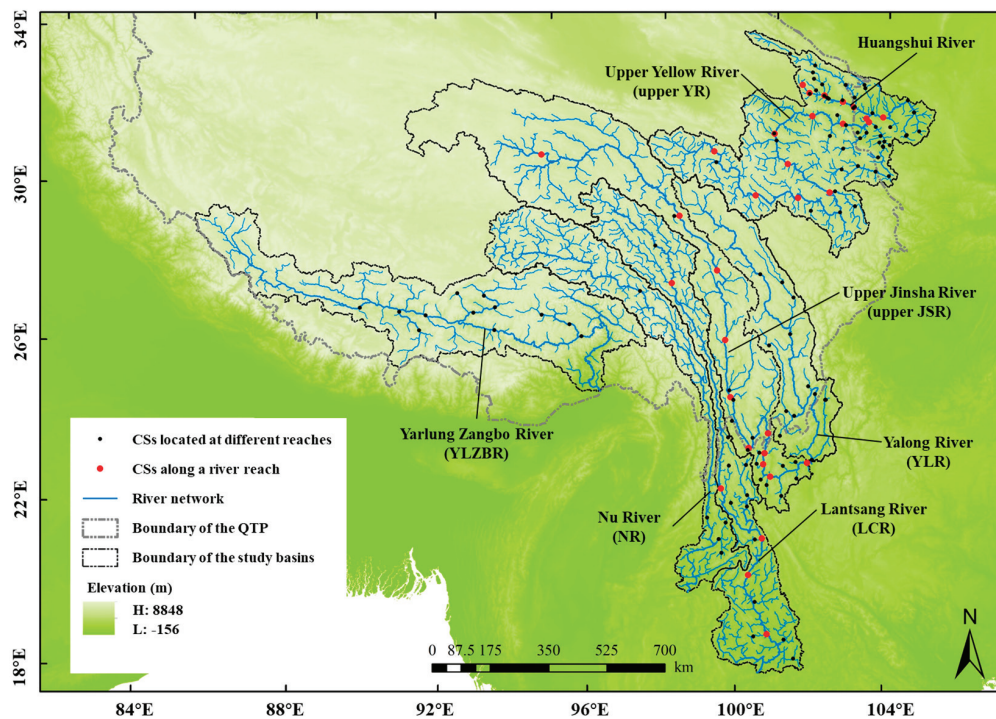 34°E
30°E
26°E
22°E
18°E
Huangshui River
Upper Yellow River
(upper YR)
Upper Jinsha River
(upper JSR)
Yarlung Zangbo River
(YLZBR)
Yalong River
(YLR)
Nu River
(NR)
Lantsang River
(LCR)
CSs located at different reaches
CSs along a river reach
River network
Boundary of the QTP
Boundary of the study basins
Elevation (m)
H: 8848
L: -156
0 87.5 175 350 525 700
km
N
84°E 88°E 92°E 96°E 100°E 104°E